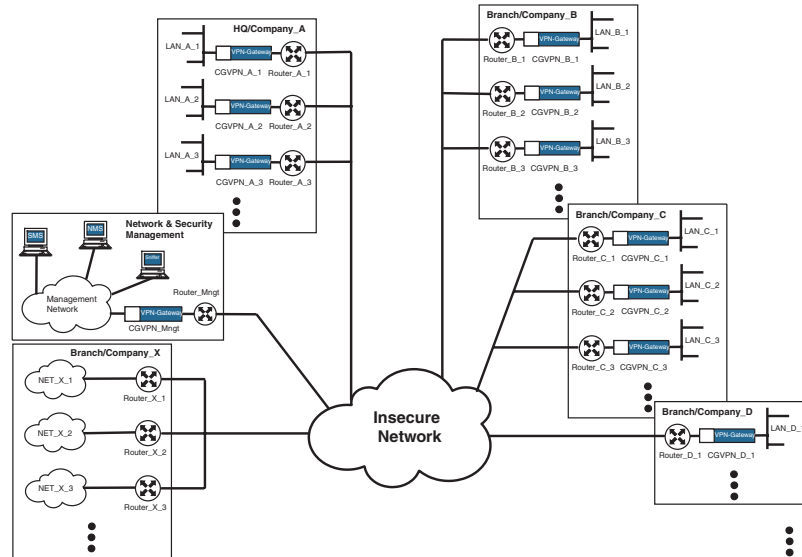 HQ/Company_A
LAN_A_1
VPN-Gateway
CGVPN_A_1
Router_A_1
LAN_A_2
VPN-Gateway
CGVPN_A_2
Router_A_2
LAN_A_3
VPN-Gateway
CGVPN_A_3
Router_A_3
Branch/Company_B
LAN_B_1
VPN-Gateway
Router_B_1
CGVPN_B_1
LAN_B_2
VPN-Gateway
Router_B_2
CGVPN_B_2
LAN_B_3
VPN-Gateway
Router_B_3
CGVPN_B_3
Network & Security
Management
SMS
NMS
Sniffer
Management
Network
Router_Mngt
VPN-Gateway
CGVPN_Mngt
Branch/Company_C
LAN_C_1
VPN-Gateway
Router_C_1
CGVPN_C_1
LAN_C_2
VPN-Gateway
Router_C_2
CGVPN_C_2
LAN_C_3
VPN-Gateway
Router_C_3
CGVPN_C_3
Branch/Company_X
NET_X_1
Router_X_1
NET_X_2
Router_X_2
NET_X_3
Router_X_3
Insecure
Network
Branch/Company_D
LAN_D_1
VPN-Gateway
Router_D_1
CGVPN_D_1